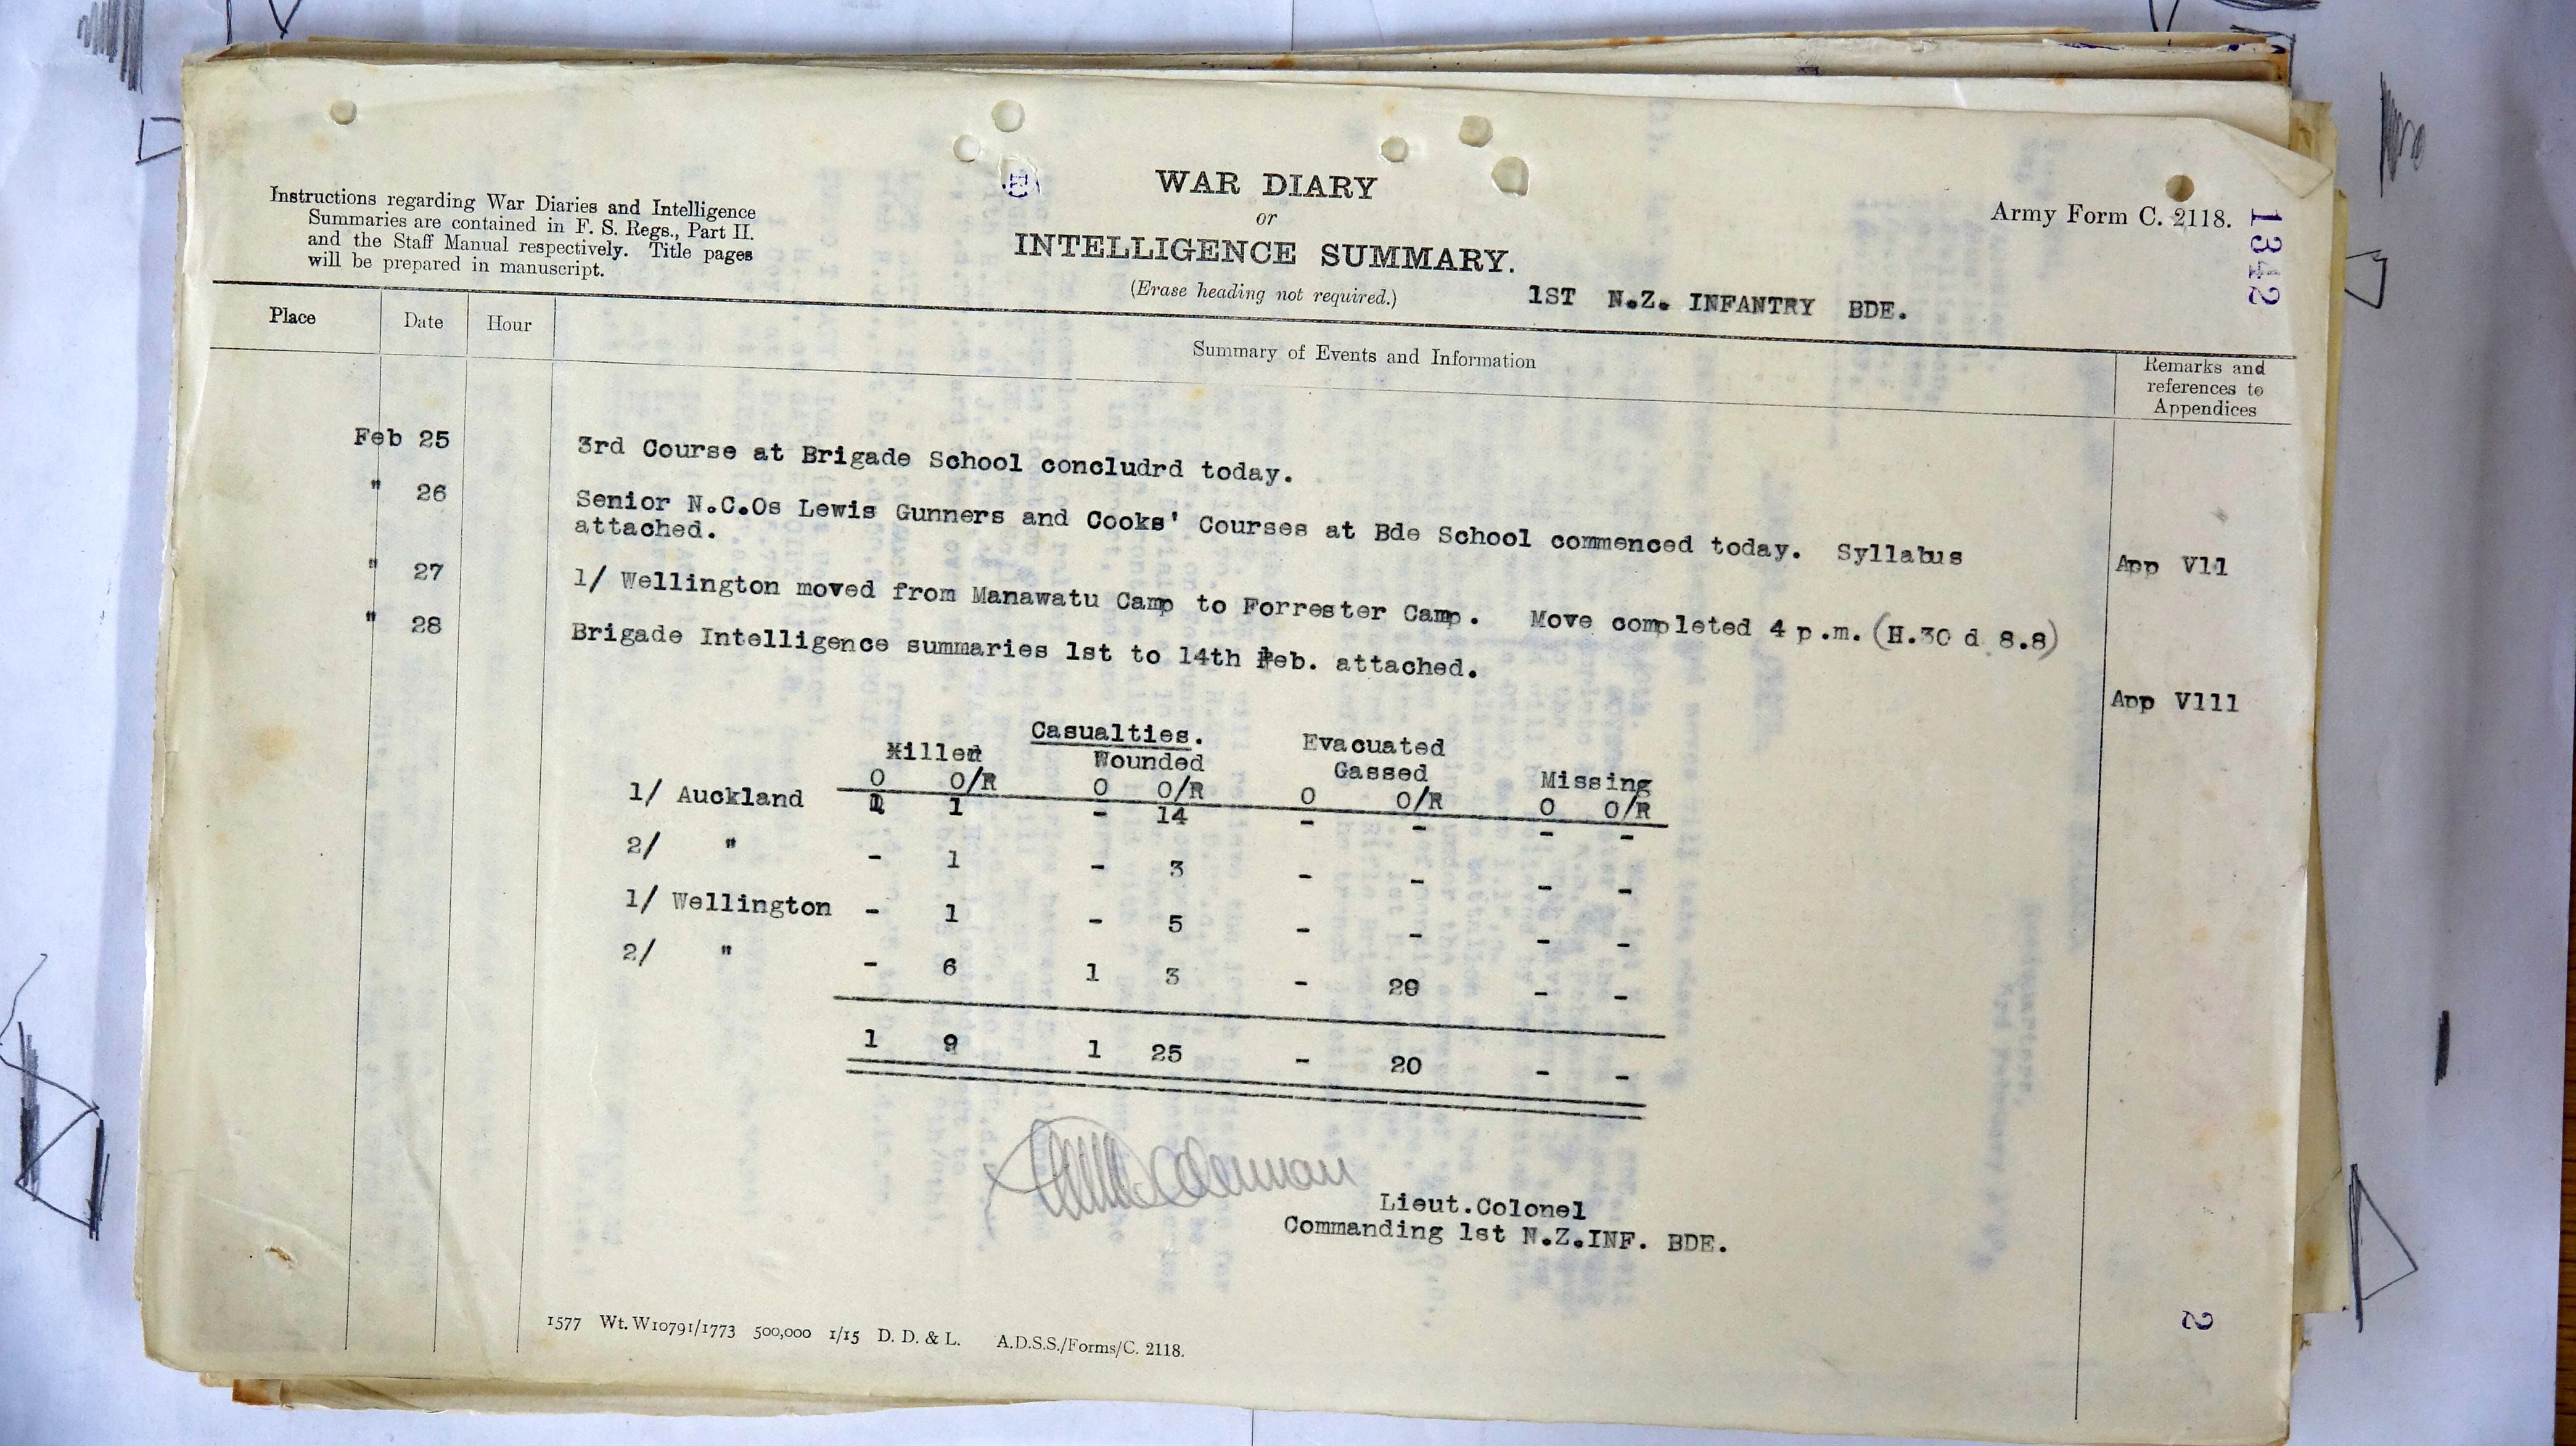 Instructions regarding War Diaries and Intelligence
Summaries are contained in F. S. Regs., Part II.
and the Staff Manual respectively. Title pages
will be prepared in manuscript.
WAR DIARY
or
INTELLIGENCE SUMMARY.
(Erase heading not required.)
1ST N.Z. INFANTRY BDE.
Army Form C. 2118.
1342
Place Date Hour Summary of Events and Information Remarks and
references to
Appendices
Feb 25 3rd Course at Brigade School concludrd today.
" 26 Senior N.C.Os Lewis Gunners and Cooks' Courses at Bde School commenced today. Syllabus
attached. App V11
" 27 1/ Wellington moved from Manawatu Camp to Forrester Camp. Move completed 4 p.m. (H.30 d 8.8)
" 28 Brigade Intelligence summaries 1st to 14th Feb. attached.
App V111
Casualties.
Killed Wounded Evacuated
Gassed Missing
O O/R O O/R O O/R O O/R
1/ Auckland 1 1 - 14 - - - -
2/ " - 1 - 3 - - - -
1/ Wellington - 1 - 5 - - - -
2/ " - 6 1 3 - 20 - -
1 9 1 25 - 20 - -
Lieut.Colonel
Commanding 1st N.Z.INF. BDE.
1577 Wt. W10791/1773 500,000 1/15 D. D. & L. A.D.S.S./Forms/C. 2118.
2